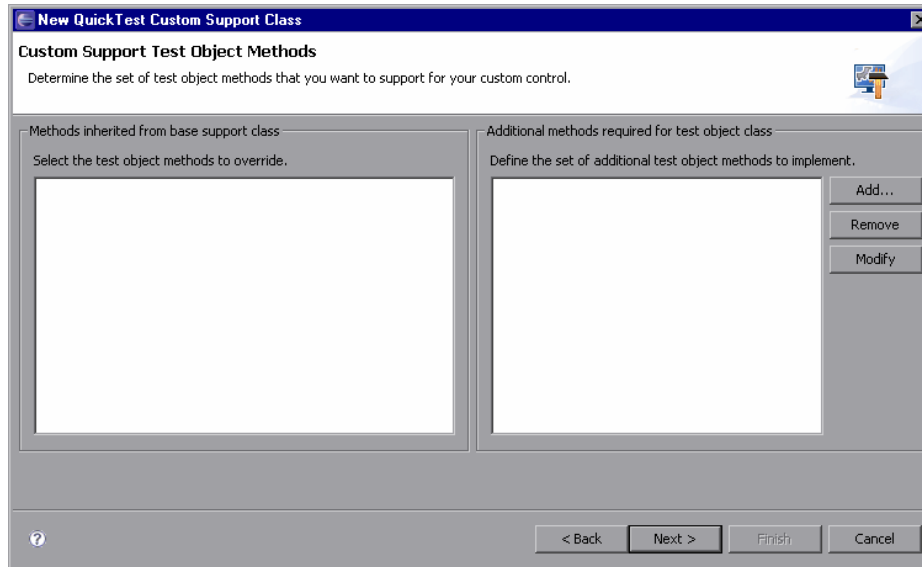 New QuickTest Custom Support Class
Custom Support Test Object Methods
Determine the set of test object methods that you want to support for your custom control.
Methods inherited from base support class
Select the test object methods to override.
Additional methods required for test object class
Define the set of additional test object methods to implement.
Add...
Remove
Modify
?
< Back
Next >
Finish
Cancel